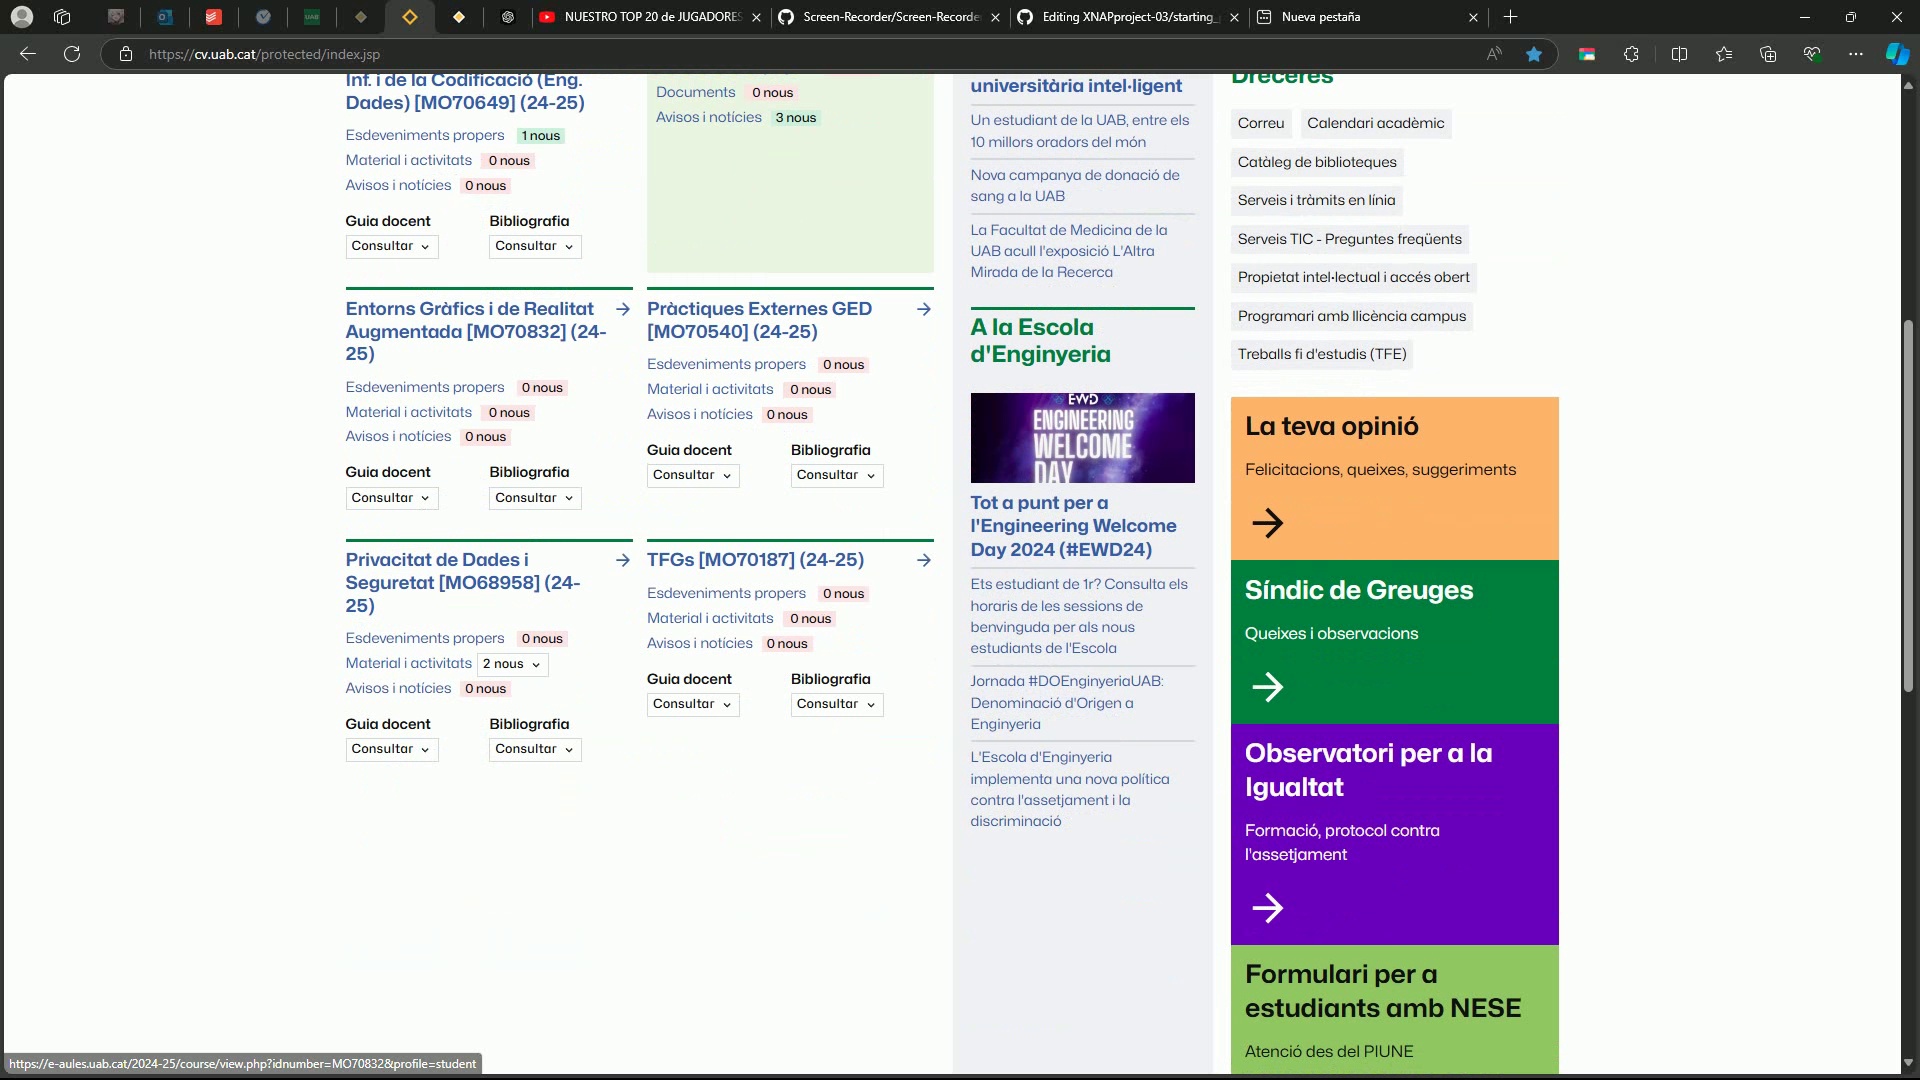 NUESTRO TOP 20 de JUGADORES
Screen-Recorder/Screen-Recorde
Editing XNAPproject-03/starting_
Nueva pestaña
https://cv.uab.cat/protected/index.jsp
Inf. i de la Codificació (Eng.
Dades) [MO70649] (24-25)
Esdeveniments propers 1 nous
Material i activitats 0 nous
Avisos i notícies 0 nous
Guia docent Bibliografia
Consultar Consultar
Documents 0 nous
Avisos i notícies 3 nous
Entorns Gràfics i de Realitat
Augmentada [MO70832] (24-
25)
Esdeveniments propers 0 nous
Material i activitats 0 nous
Avisos i notícies 0 nous
Guia docent Bibliografia
Consultar Consultar
Pràctiques Externes GED
[MO70540] (24-25)
Esdeveniments propers 0 nous
Material i activitats 0 nous
Avisos i notícies 0 nous
Guia docent Bibliografia
Consultar Consultar
Privacitat de Dades i
Seguretat [MO68958] (24-
25)
Esdeveniments propers 0 nous
Material i activitats 2 nous
Avisos i notícies 0 nous
Guia docent Bibliografia
Consultar Consultar
TFGs [MO70187] (24-25)
Esdeveniments propers 0 nous
Material i activitats 0 nous
Avisos i notícies 0 nous
Guia docent Bibliografia
Consultar Consultar
universitària intel·ligent
Un estudiant de la UAB, entre els
10 millors oradors del món
Nova campanya de donació de
sang a la UAB
La Facultat de Medicina de la
UAB acull l'exposició L'Altra
Mirada de la Recerca
A la Escola
d'Enginyeria
EWD
ENGINEERING
WELCOME
DAY
Tot a punt per a
l'Engineering Welcome
Day 2024 (#EWD24)
Ets estudiant de 1r? Consulta els
horaris de les sessions de
benvinguda per als nous
estudiants de l'Escola
Jornada #DOEnginyeriaUAB:
Denominació d'Origen a
Enginyeria
L'Escola d'Enginyeria
implementa una nova política
contra l'assetjament i la
discriminació
Dreceres
Correu Calendari acadèmic
Catàleg de biblioteques
Serveis i tràmits en línia
Serveis TIC - Preguntes freqüents
Propietat intel·lectual i accés obert
Programari amb llicència campus
Treballs fi d'estudis (TFE)
La teva opinió
Felicitacions, queixes, suggeriments
Síndic de Greuges
Queixes i observacions
Observatori per a la
Igualtat
Formació, protocol contra
l'assetjament
Formulari per a
estudiants amb NESE
Atenció des del PIUNE
https://e-aules.uab.cat/2024-25/course/view.php?idnumber=MO70832&profile=student